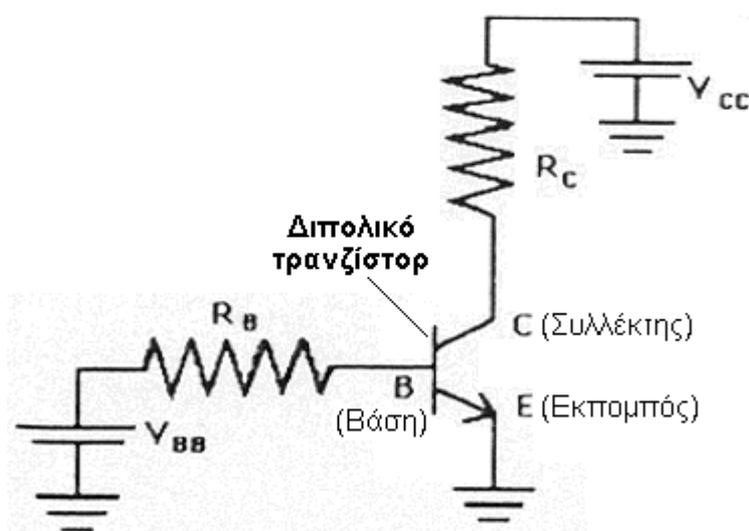 V CC
R C
Διπολικό
τρανζίστορ
R B
C (Συλλέκτης)
B
(Βάση)
E (Εκπομπός)
V BB